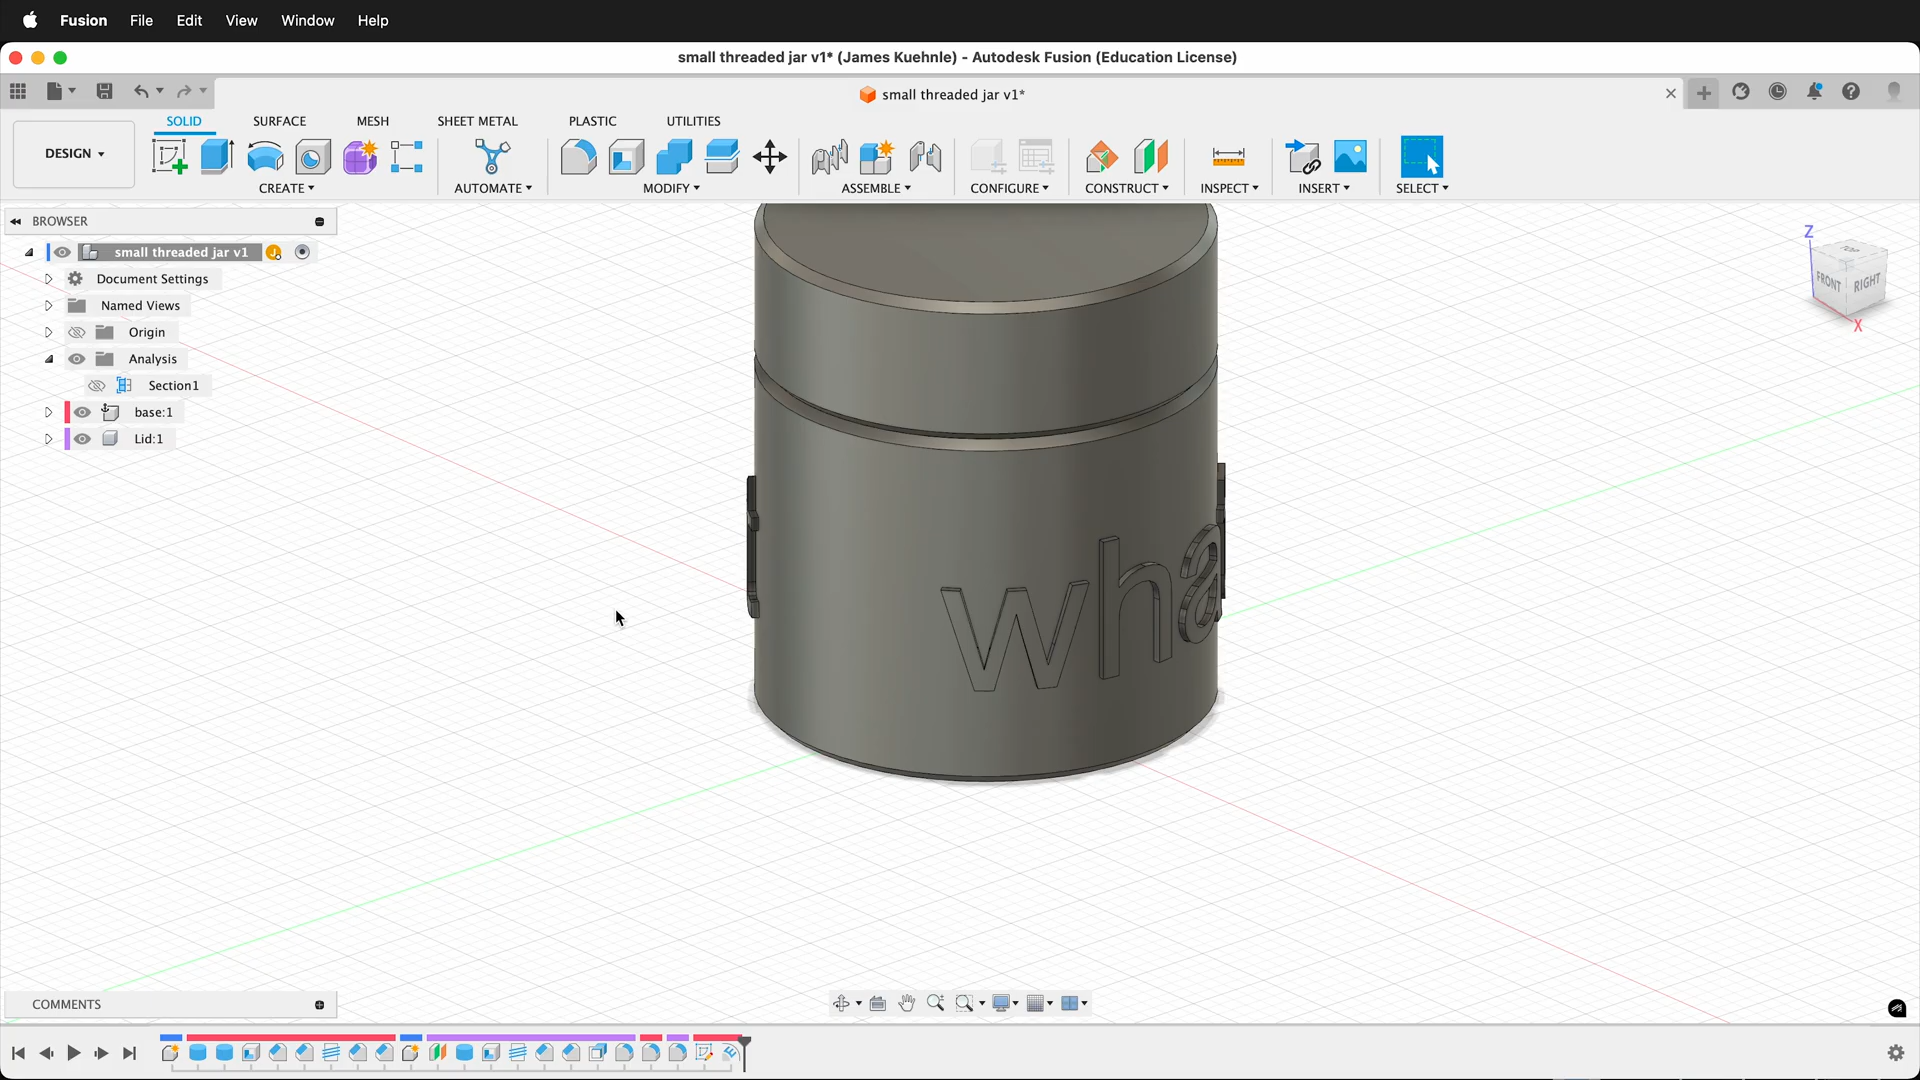 Fusion File Edit View Window Help
small threaded jar v1* (James Kuehnle) - Autodesk Fusion (Education License)
small threaded jar v1*
SOLID SURFACE MESH SHEET METAL PLASTIC UTILITIES
DESIGN
CREATE AUTOMATE MODIFY ASSEMBLE CONFIGURE CONSTRUCT INSPECT INSERT SELECT
BROWSER
small threaded jar v1
Document Settings
Named Views
Origin
Analysis
Section1
base:1
Lid:1
Z
TOP
FRONT RIGHT
X
wha
COMMENTS